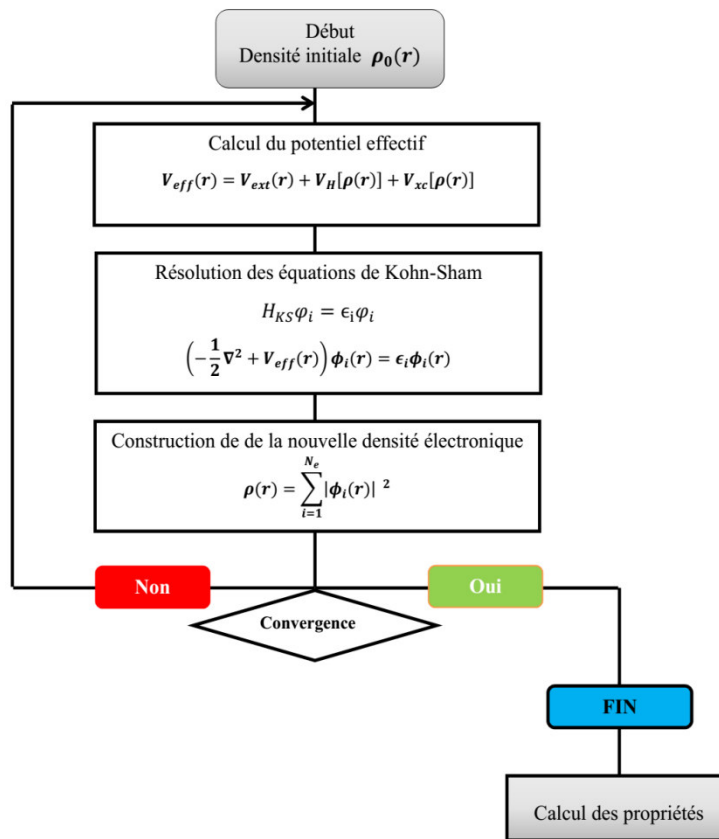 Début
Densité initiale ρ₀(r)
Calcul du potentiel effectif
V_eff(r) = V_ext(r) + V_H[ρ(r)] + V_xc[ρ(r)]
Résolution des équations de Kohn-Sham
H_KS φ_i = ϵ_i φ_i
(−1/2 ∇² + V_eff(r)) ϕ_i(r) = ϵ_i ϕ_i(r)
Construction de de la nouvelle densité électronique
ρ(r) = ∑_{i=1}^{N_e} |ϕ_i(r)| ²
Non
Oui
Convergence
FIN
Calcul des propriétés